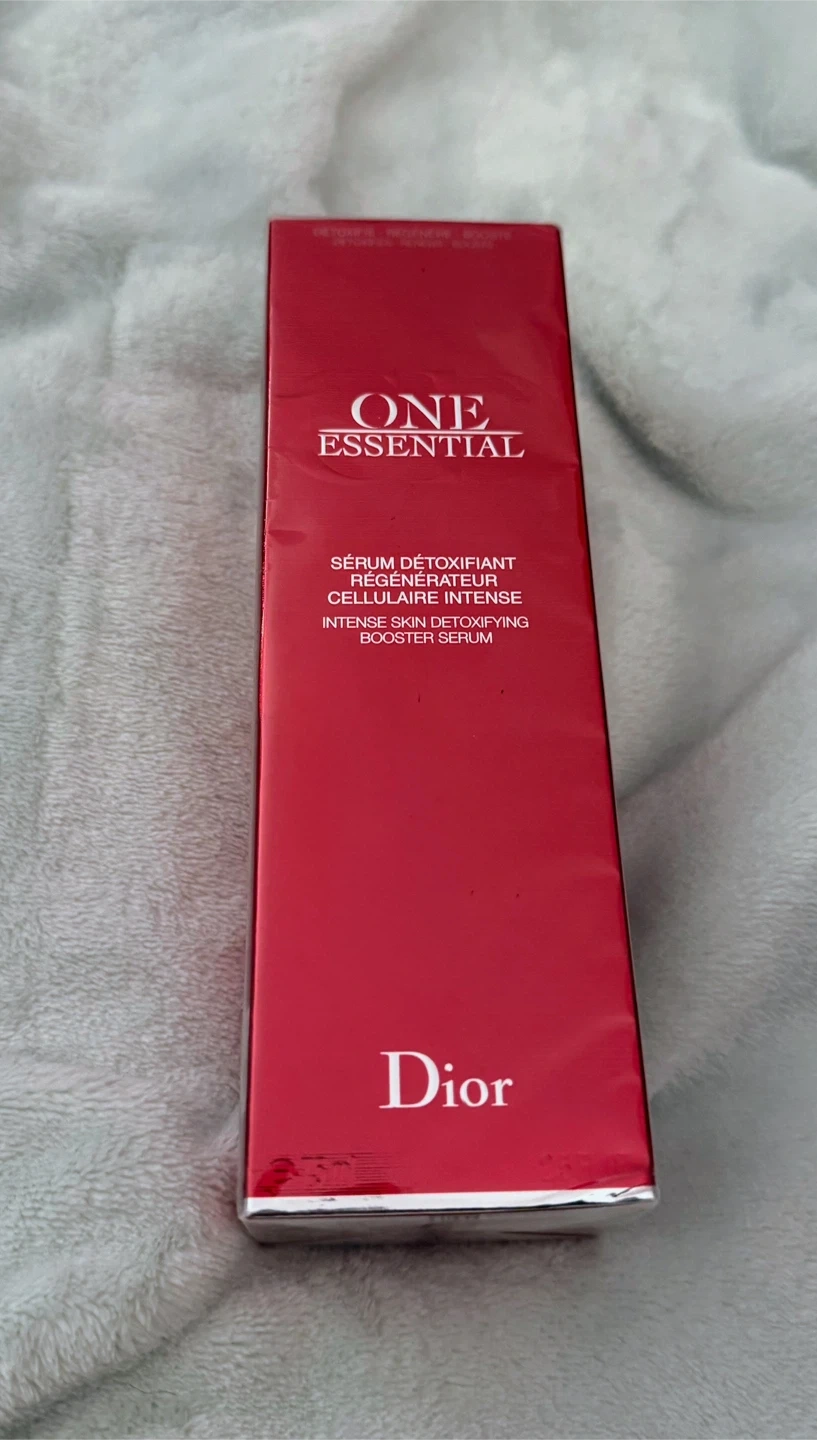 ONE
ESSENTIAL
SÉRUM DÉTOXIFIANT
RÉGÉNÉRATEUR
CELLULAIRE INTENSE
INTENSE SKIN DETOXIFYING
BOOSTER SERUM
Dior